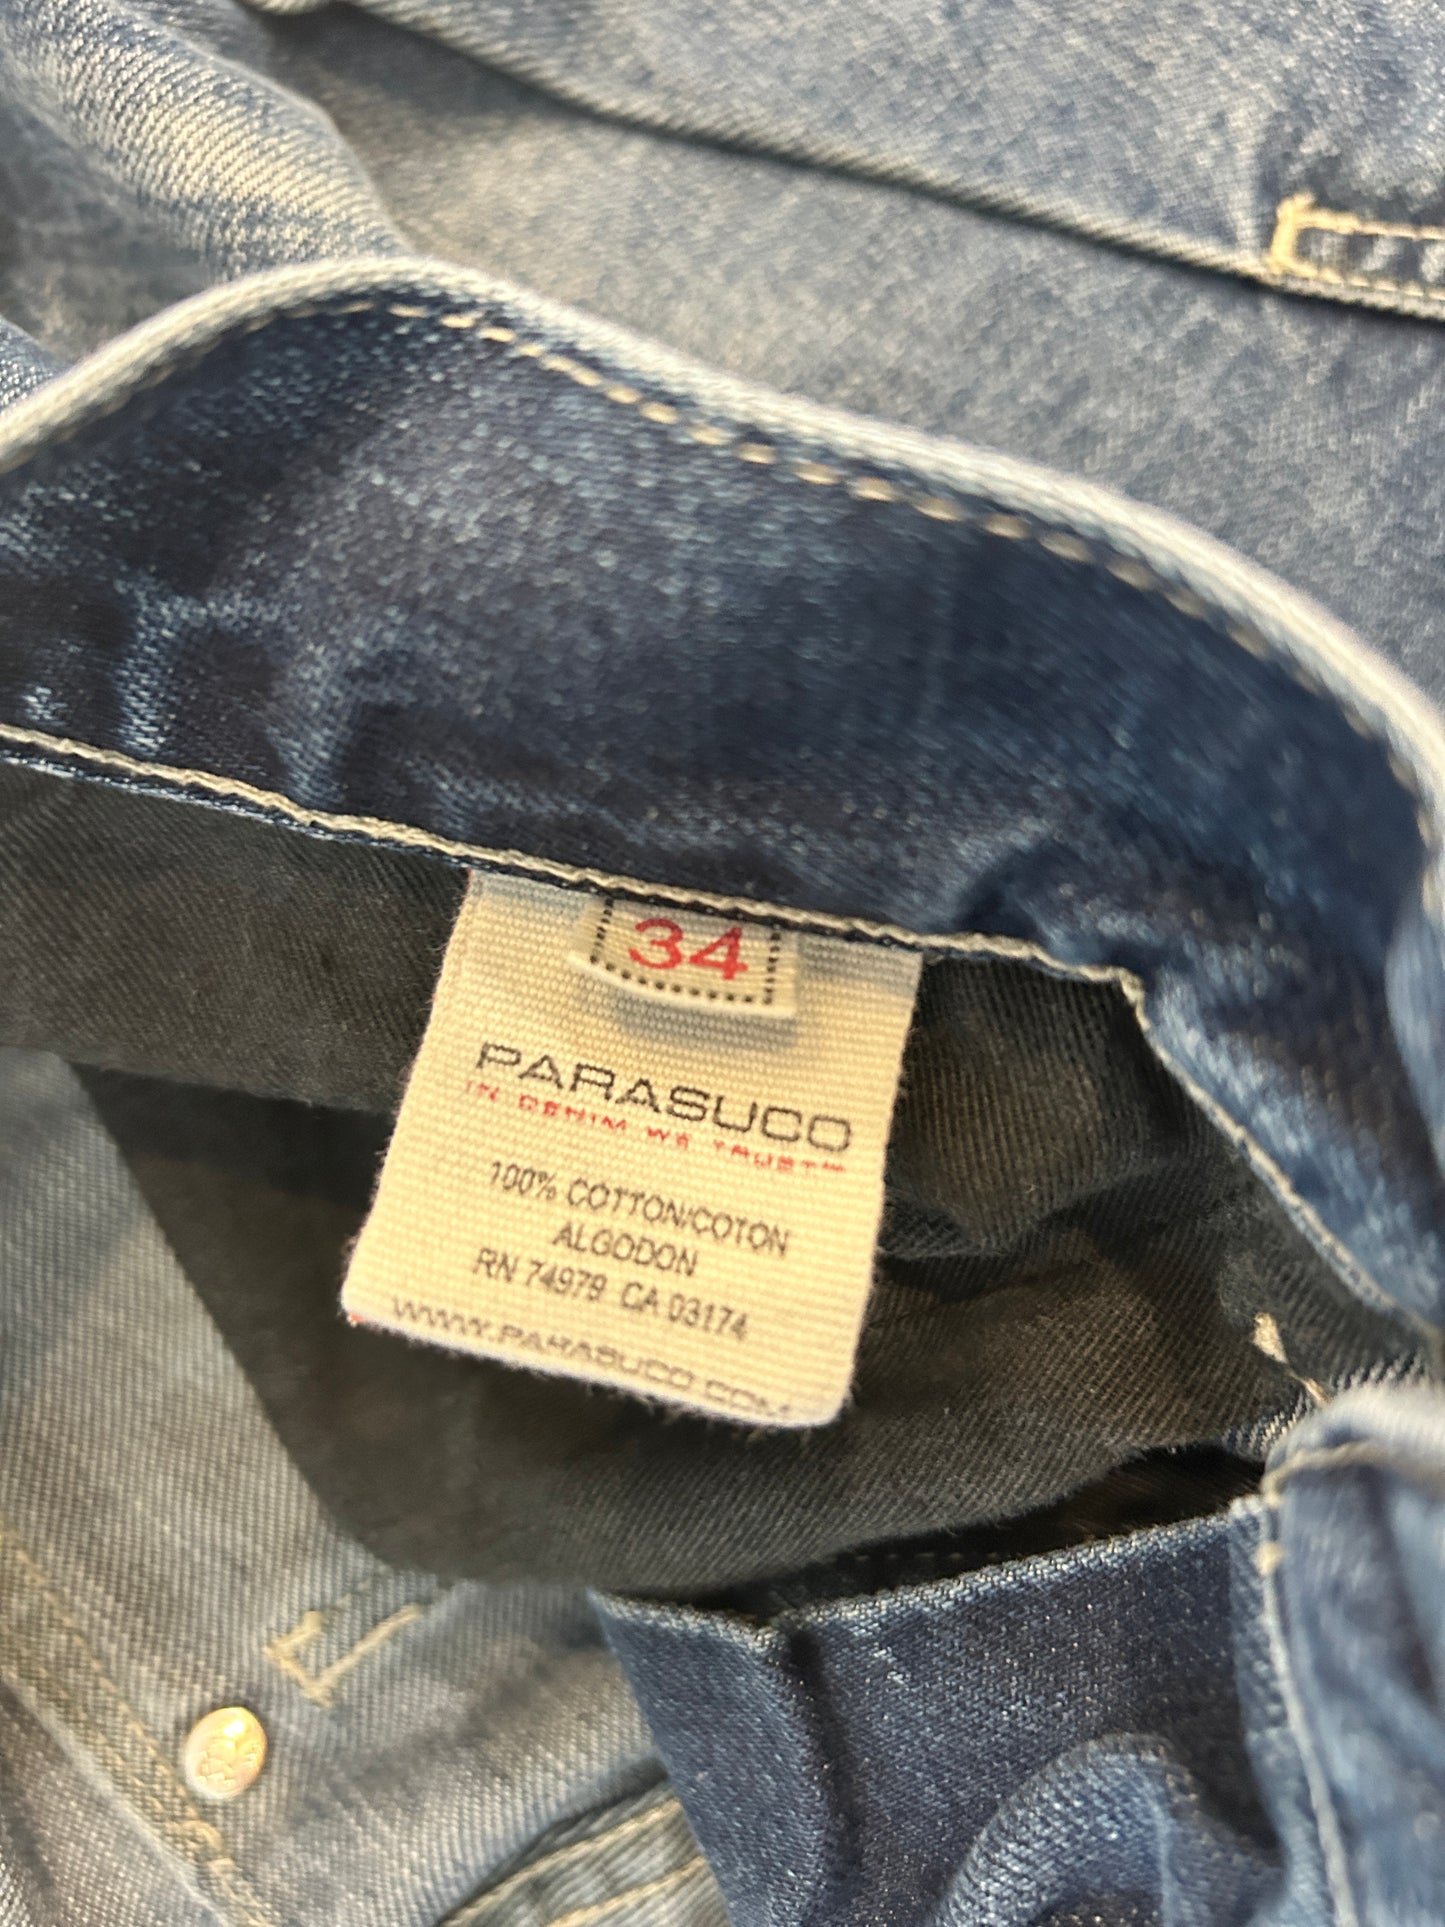 34
PARASUCO
IN DENIM WE TRUST™
100% COTTON/COTON
ALGODON
RN 74979 CA 03174
WWW.PARASUCO.COM